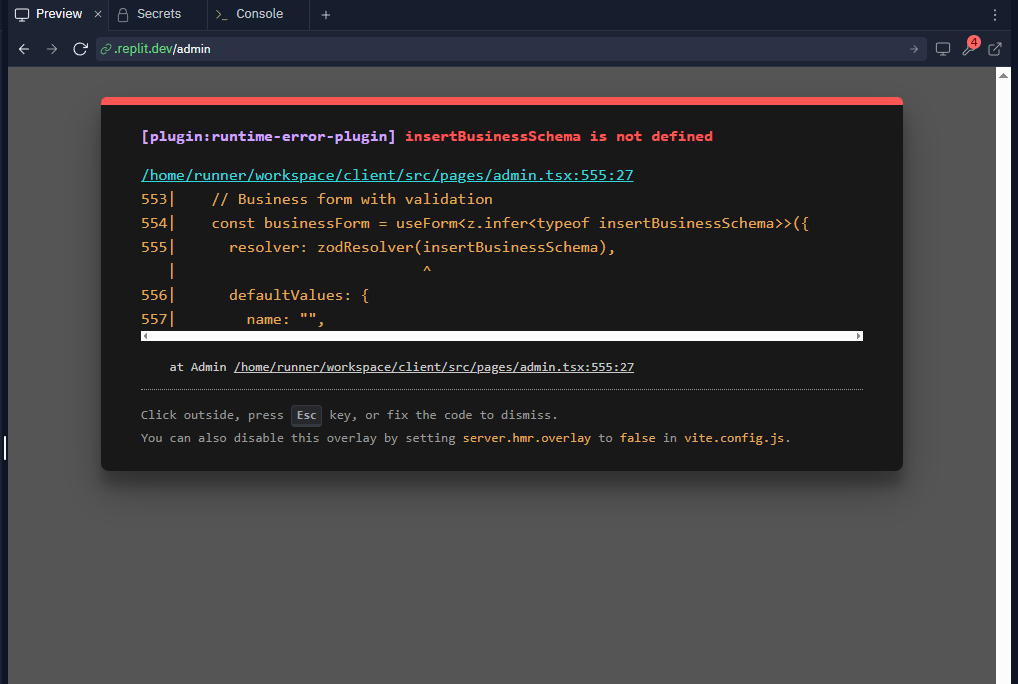 Preview
Secrets
Console
.replit.dev/admin
4
[plugin:runtime-error-plugin] insertBusinessSchema is not defined
/home/runner/workspace/client/src/pages/admin.tsx:555:27
553|    // Business form with validation
554|    const businessForm = useForm<z.infer<typeof insertBusinessSchema>>({
555|      resolver: zodResolver(insertBusinessSchema),
   |                            ^
556|      defaultValues: {
557|        name: "",
at Admin /home/runner/workspace/client/src/pages/admin.tsx:555:27
Click outside, press Esc key, or fix the code to dismiss.
You can also disable this overlay by setting server.hmr.overlay to false in vite.config.js.